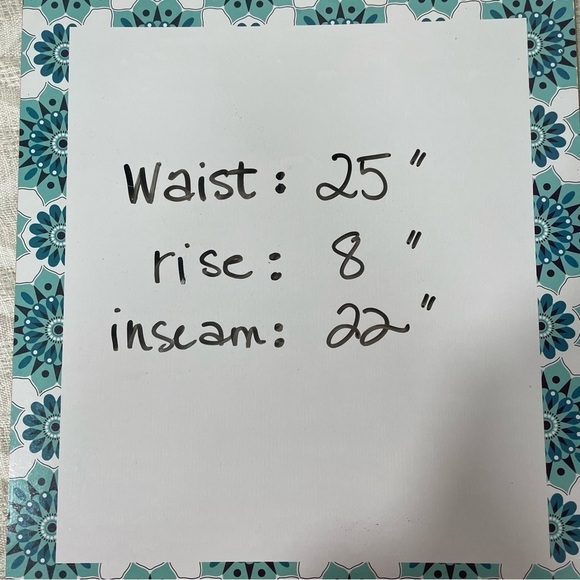 Waist: 25"
rise: 8"
inseam: 22"